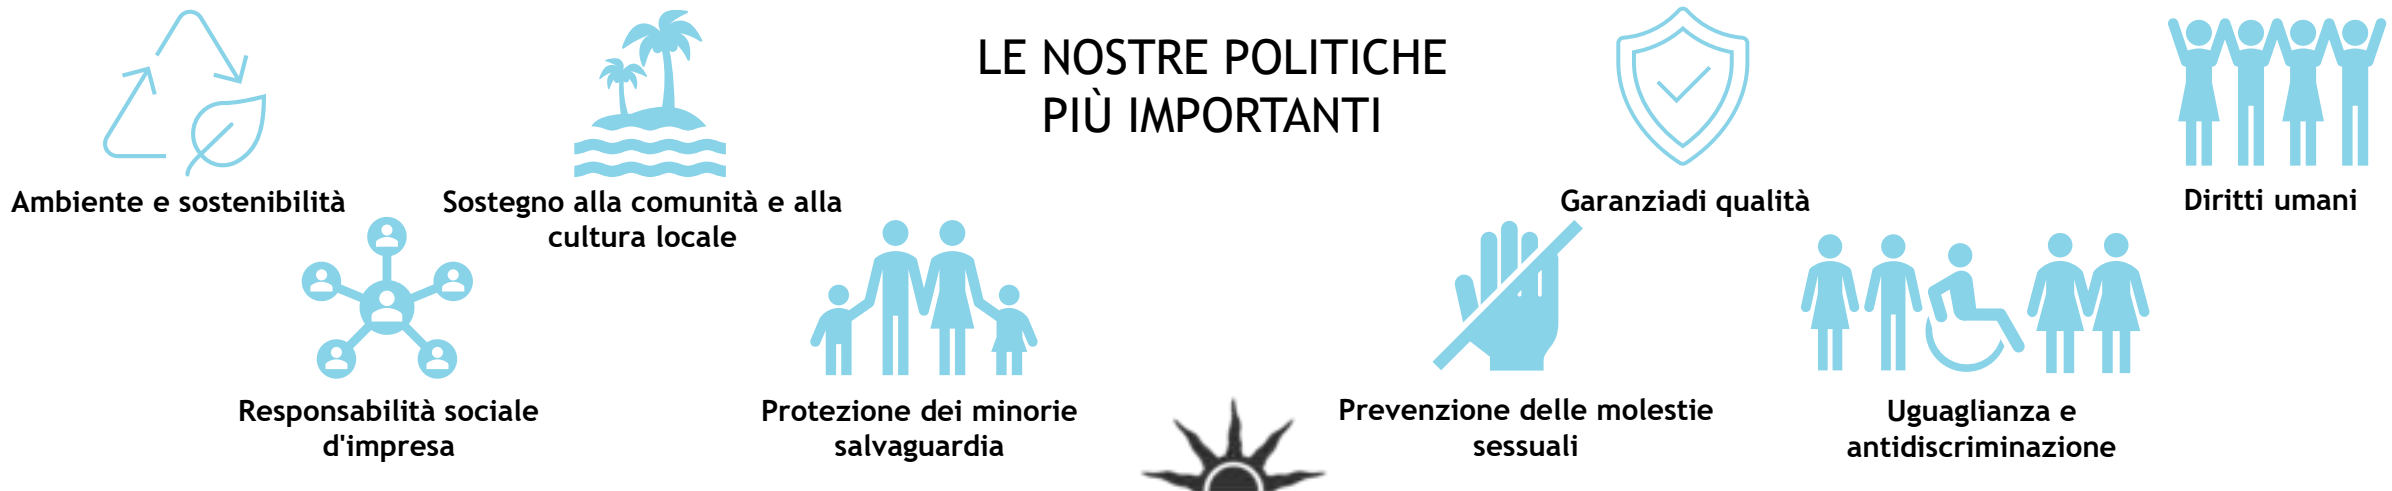 LE NOSTRE POLITICHE
PIÙ IMPORTANTI
Ambiente e sostenibilità
Sostegno alla comunità e alla
cultura locale
Garanziadi qualità
Diritti umani
Responsabilità sociale
d'impresa
Protezione dei minorie
salvaguardia
Prevenzione delle molestie
sessuali
Uguaglianza e
antidiscriminazione